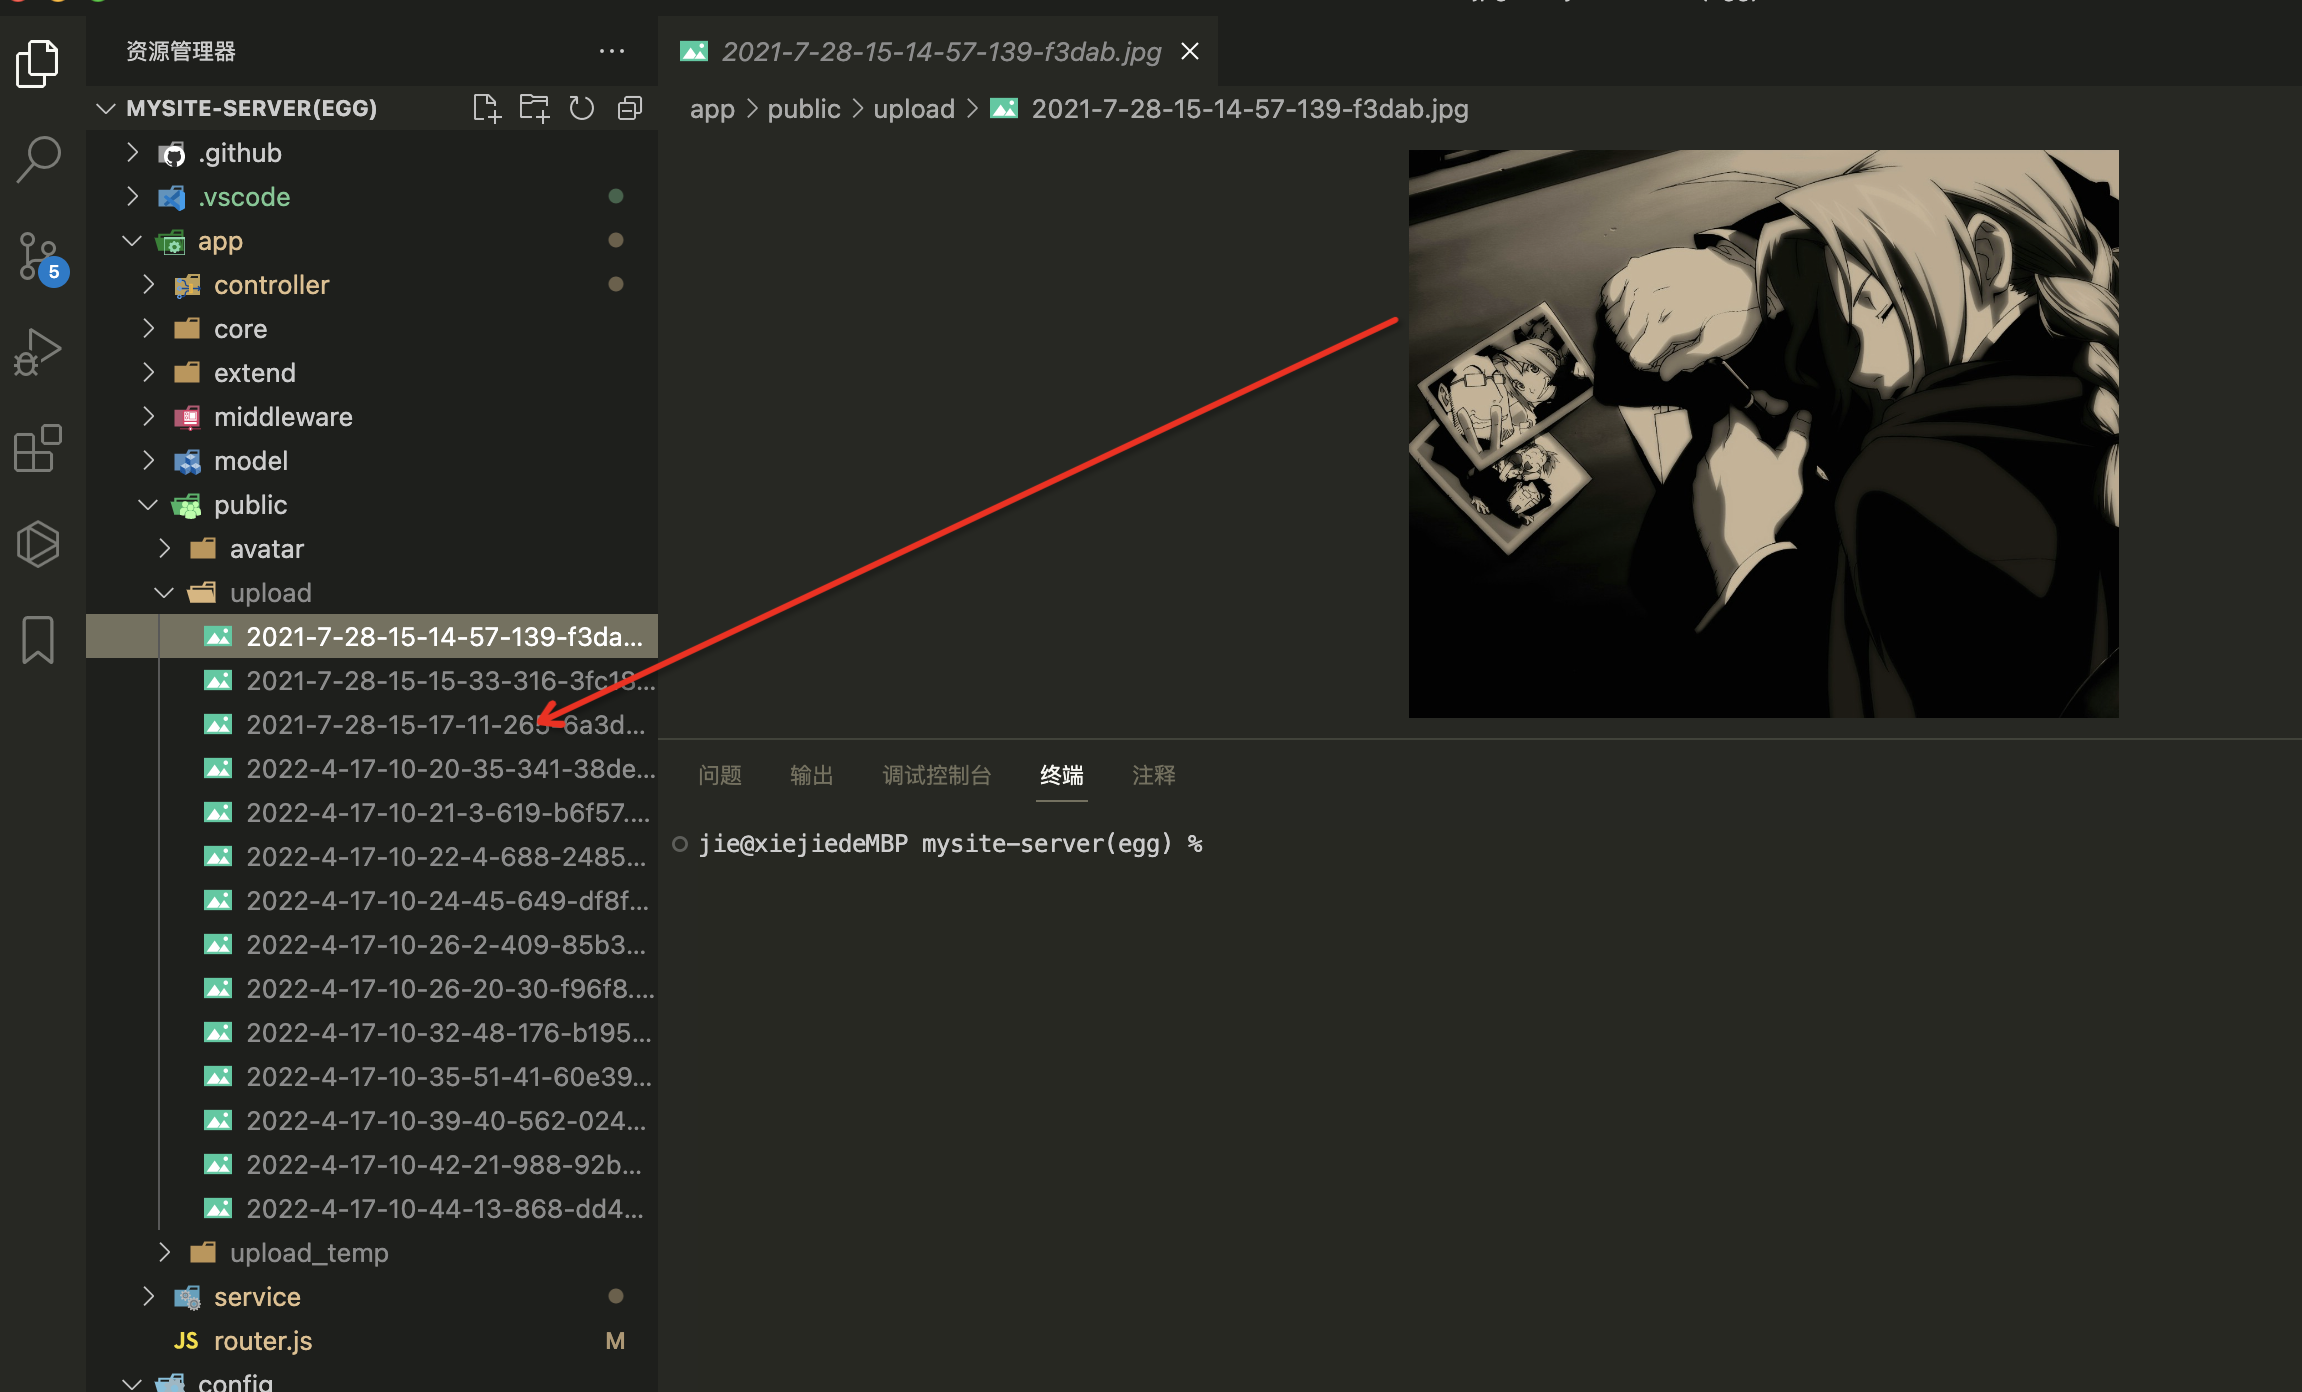 资源管理器
MYSITE-SERVER(EGG)
.github
.vscode
app
controller
core
extend
middleware
model
public
avatar
upload
2021-7-28-15-14-57-139-f3da...
2021-7-28-15-15-33-316-3fc18...
2021-7-28-15-17-11-265-6a3d...
2022-4-17-10-20-35-341-38de...
2022-4-17-10-21-3-619-b6f57....
2022-4-17-10-22-4-688-2485...
2022-4-17-10-24-45-649-df8f...
2022-4-17-10-26-2-409-85b3...
2022-4-17-10-26-20-30-f96f8....
2022-4-17-10-32-48-176-b195...
2022-4-17-10-35-51-41-60e39...
2022-4-17-10-39-40-562-024...
2022-4-17-10-42-21-988-92b...
2022-4-17-10-44-13-868-dd4...
upload_temp
service
JS router.js M
config
5
2021-7-28-15-14-57-139-f3dab.jpg
app > public > upload > 2021-7-28-15-14-57-139-f3dab.jpg
问题 输出 调试控制台 终端 注释
jie@xiejiedeMBP mysite-server(egg) %